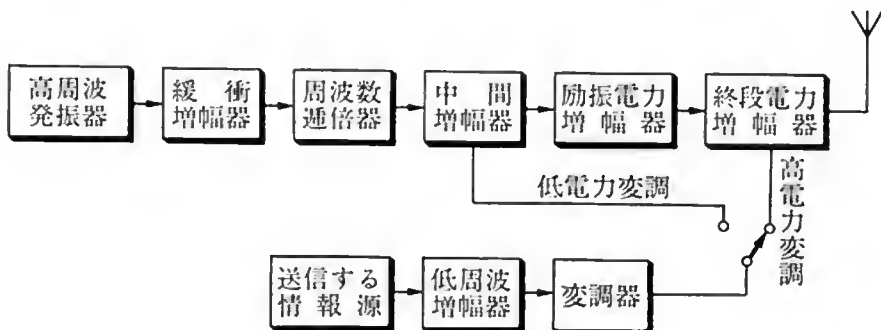 高周波
発振器
緩衝
増幅器
周波数
逓倍器
中間
増幅器
励振電力
増幅器
終段電力
増幅器
低電力変調
高電力変調
送信する
情報源
低周波
増幅器
変調器